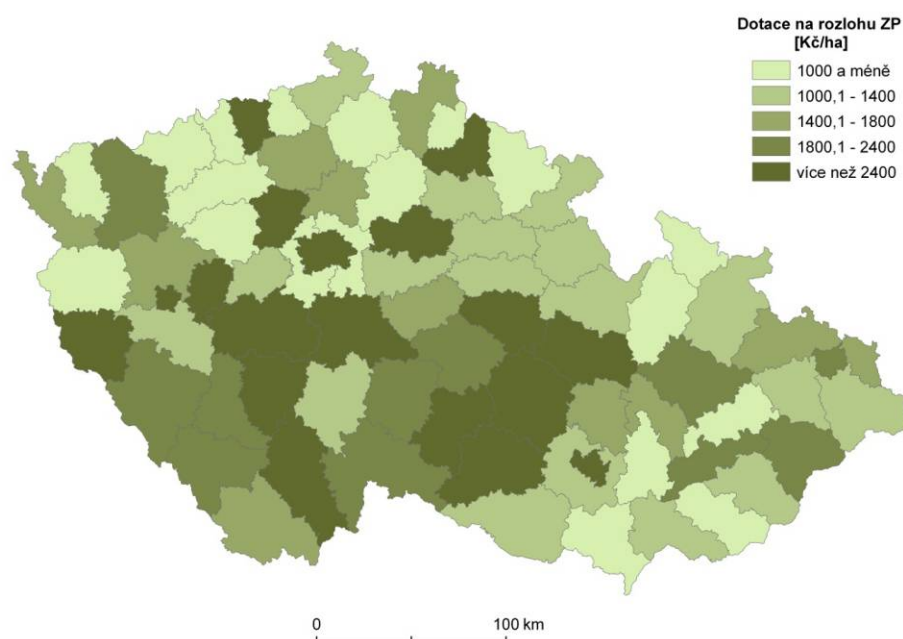 Dotace na rozlohu ZP
[Kč/ha]
1000 a méně
1000,1 - 1400
1400,1 - 1800
1800,1 - 2400
více než 2400
0 100 km